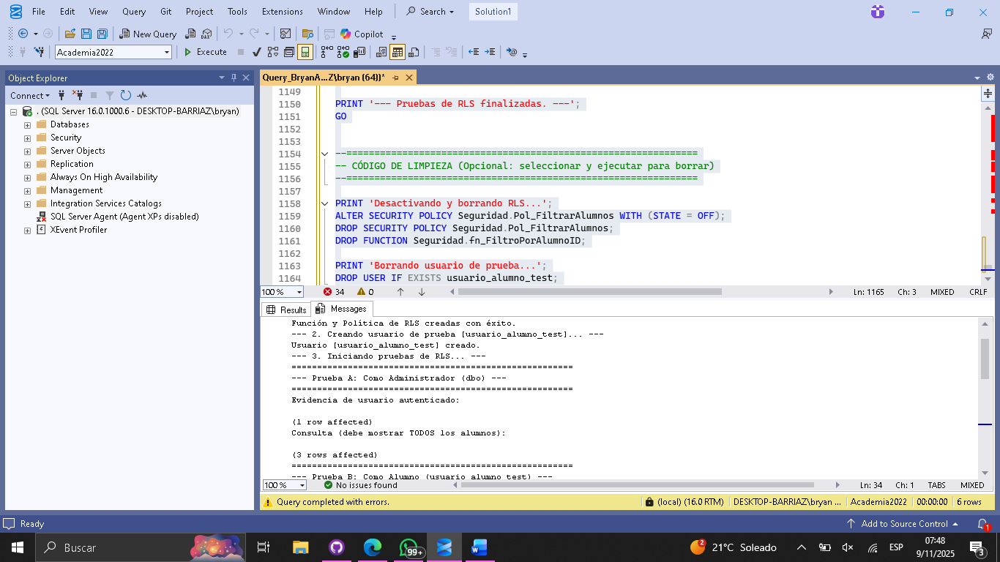 File Edit View Query Git Project Tools Extensions Window Help Search Solution1
New Query Copilot
Academia2022 Execute
Object Explorer
Connect
. (SQL Server 16.0.1000.6 - DESKTOP-BARRIAZ\bryan)
Databases
Security
Server Objects
Replication
Always On High Availability
Management
Integration Services Catalogs
SQL Server Agent (Agent XPs disabled)
XEvent Profiler
Query_BryanA...Z\bryan (64))*
1149
1150 PRINT '--- Pruebas de RLS finalizadas. ---';
1151 GO
1152
1153
1154 --===============================================================
1155 -- CÓDIGO DE LIMPIEZA (Opcional: seleccionar y ejecutar para borrar)
1156 --===============================================================
1157
1158 PRINT 'Desactivando y borrando RLS...';
1159 ALTER SECURITY POLICY Seguridad.Pol_FiltrarAlumnos WITH (STATE = OFF);
1160 DROP SECURITY POLICY Seguridad.Pol_FiltrarAlumnos;
1161 DROP FUNCTION Seguridad.fn_FiltroPorAlumnoID;
1162
1163 PRINT 'Borrando usuario de prueba...';
1164 DROP USER IF EXISTS usuario_alumno_test;
100 % 34 0 Ln: 1165 Ch: 3 MIXED CRLF
Results Messages
Función y Política de RLS creadas con éxito.
--- 2. Creando usuario de prueba [usuario_alumno_test]... ---
Usuario [usuario_alumno_test] creado.
--- 3. Iniciando pruebas de RLS... ---
=======================================================
--- Prueba A: Como Administrador (dbo) ---
=======================================================
Evidencia de usuario autenticado:
(1 row affected)
Consulta (debe mostrar TODOS los alumnos):
(3 rows affected)
=======================================================
--- Prueba B: Como Alumno (usuario_alumno_test) ---
100 % No issues found Ln: 34 Ch: 1 TABS MIXED
Query completed with errors. (local) (16.0 RTM) DESKTOP-BARRIAZ\bryan ... Academia2022 00:00:00 6 rows
Ready Add to Source Control 1
Buscar 99+ 2 21°C Soleado ESP 07:48
9/11/2025 3